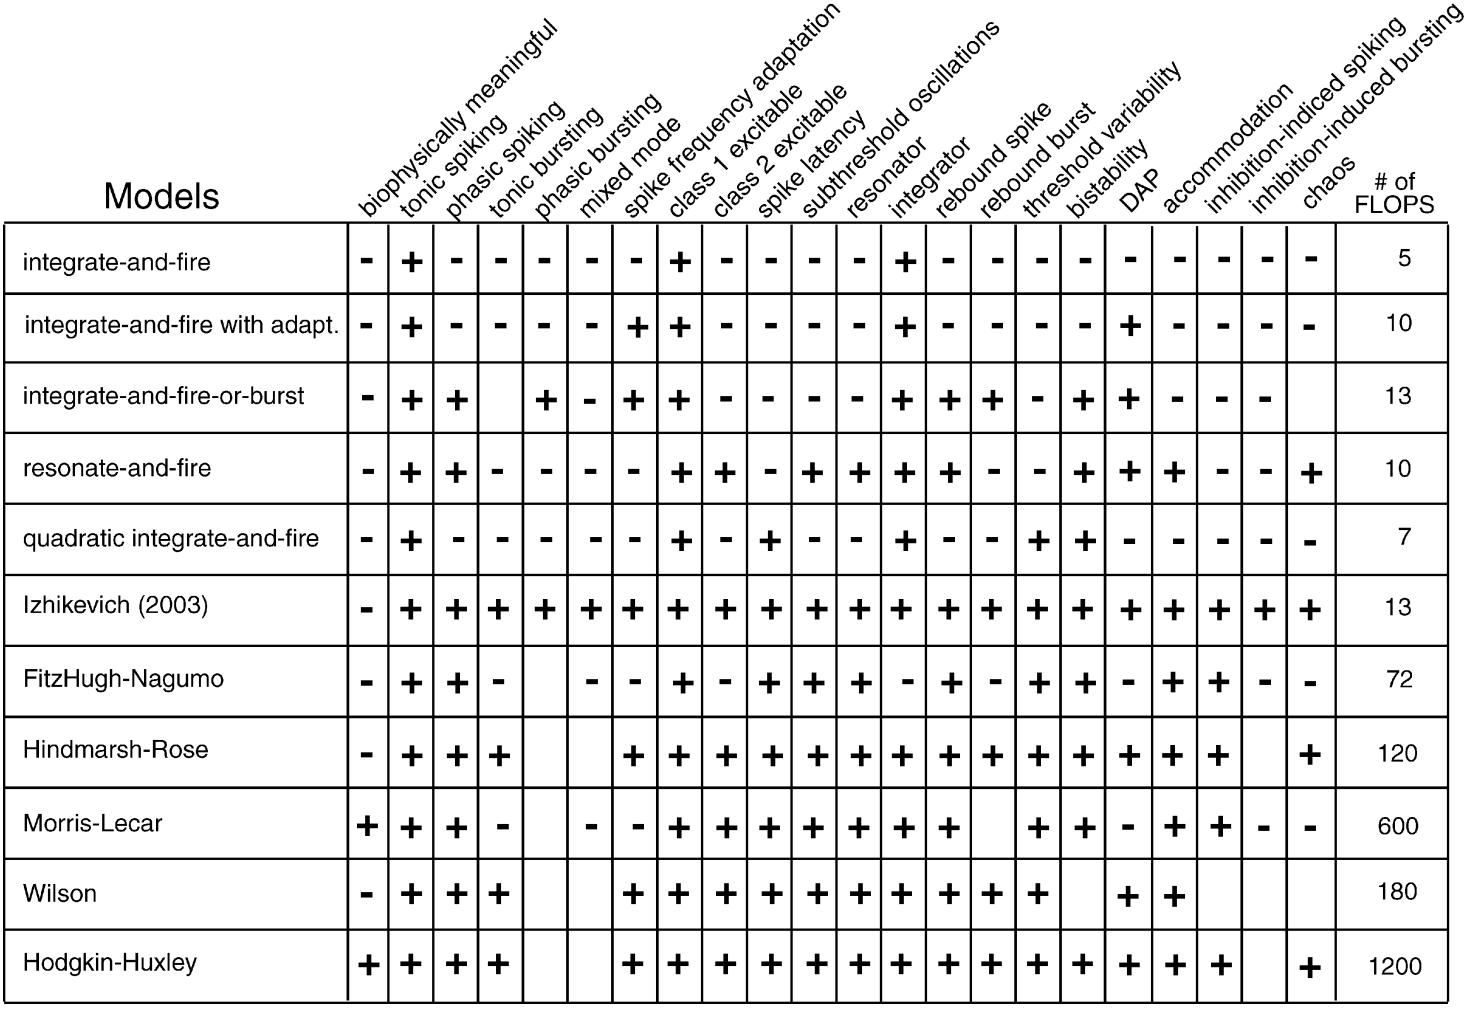 biophysically meaningful
tonic spiking
phasic spiking
tonic bursting
phasic bursting
mixed mode
spike frequency adaptation
class 1 excitable
class 2 excitable
spike latency
subthreshold oscillations
resonator
integrator
rebound spike
rebound burst
threshold variability
bistability
DAP
accommodation
inhibition-indiced spiking
inhibition-induced bursting
chaos
Models
# of
FLOPS
integrate-and-fire - + - - - - - + - - - - + - - - - - - - - - 5
integrate-and-fire with adapt. - + - - - - + + - - - - + - - - - + - - - - 10
integrate-and-fire-or-burst - + + + - + + - - - - + + + - + + - - - 13
resonate-and-fire - + + - - - - + + - + + + + - - + + + - - + 10
quadratic integrate-and-fire - + - - - - - + - + - - + - - + + - - - - - 7
Izhikevich (2003) - + + + + + + + + + + + + + + + + + + + + + 13
FitzHugh-Nagumo - + + - - - + - + + + - + - + + - + + - - 72
Hindmarsh-Rose - + + + + + + + + + + + + + + + + + + 120
Morris-Lecar + + + - - - + + + + + + + + + - + + - - 600
Wilson - + + + + + + + + + + + + + + + 180
Hodgkin-Huxley + + + + + + + + + + + + + + + + + + + 1200